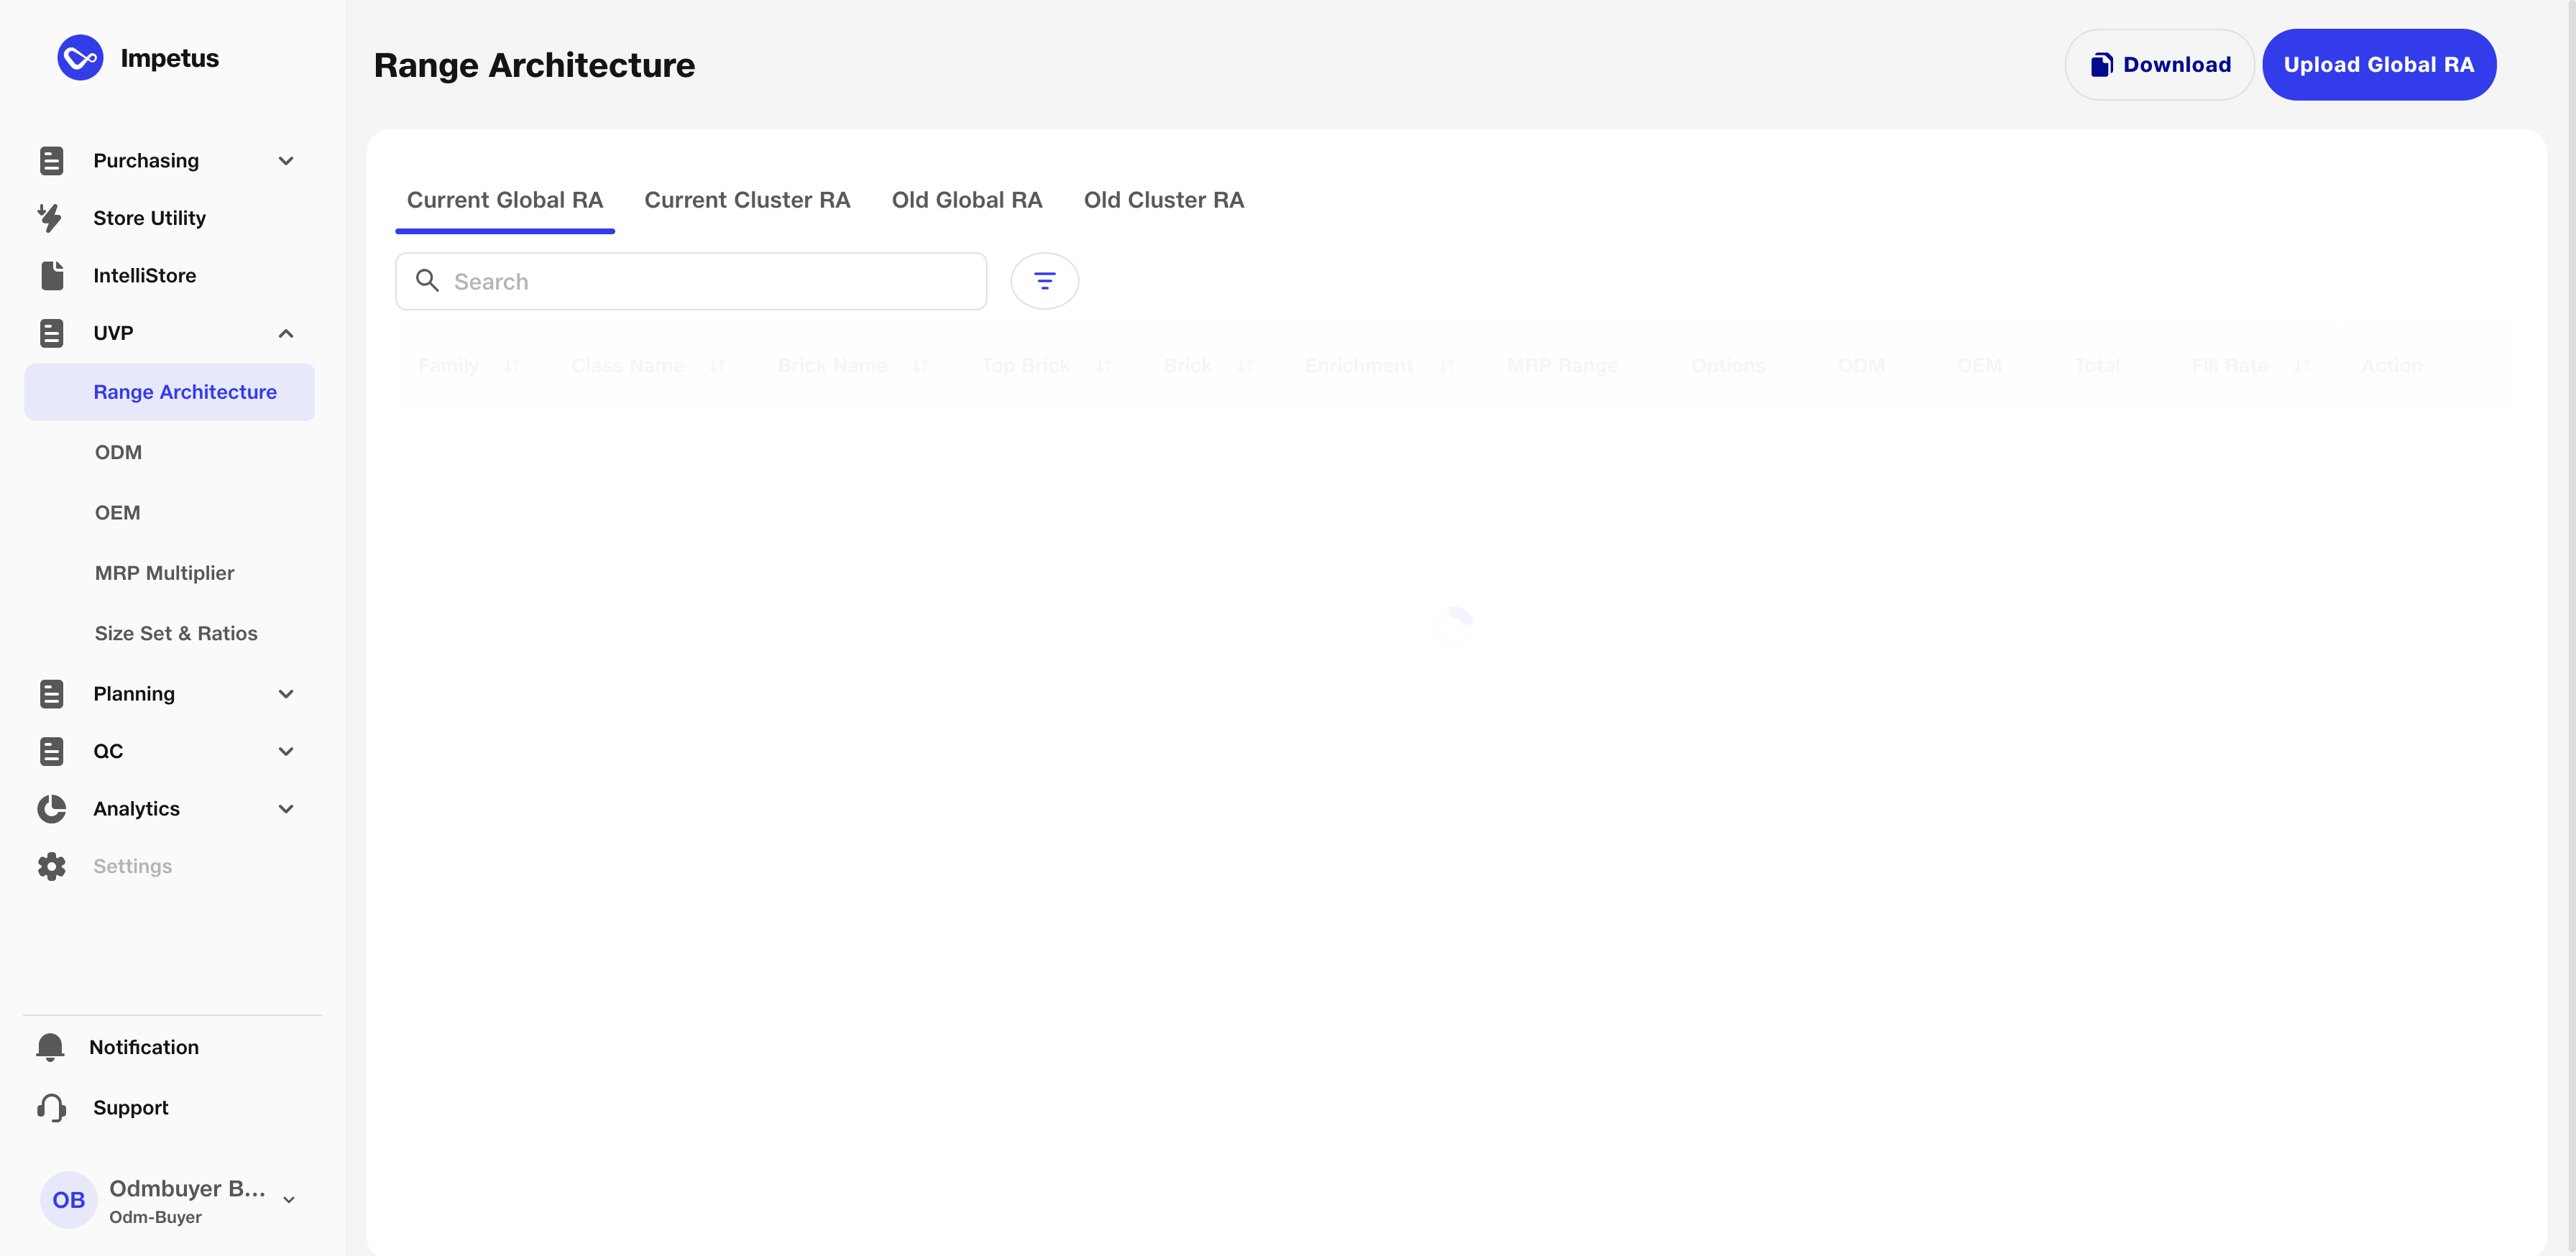 Impetus
Purchasing
Store Utility
IntelliStore
UVP
Range Architecture
ODM
OEM
MRP Multiplier
Size Set & Ratios
Planning
QC
Analytics
Settings
Notification
Support
OB
Odmbuyer B...
Odm-Buyer
Range Architecture
Download
Upload Global RA
Current Global RA
Current Cluster RA
Old Global RA
Old Cluster RA
Search
Family
Class Name
Brick Name
Top Brick
Brick
Enrichment
MRP Range
Options
ODM
OEM
Total
Fill Rate
Action